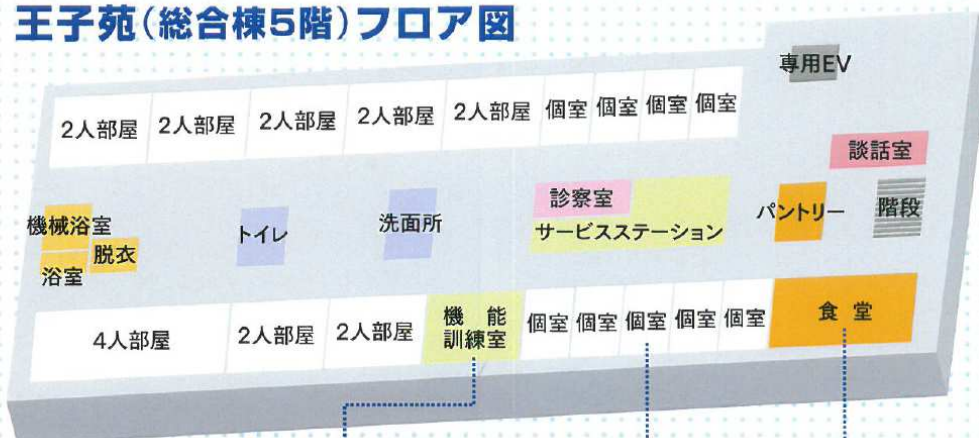 王子苑(総合棟5階)フロア図
専用EV
2人部屋 2人部屋 2人部屋 2人部屋 2人部屋 個室 個室 個室 個室
談話室
機械浴室
脱衣
浴室
トイレ
洗面所
診察室
サービスステーション
パントリー
階段
4人部屋 2人部屋 2人部屋 機能 個室 個室 個室 個室 個室 食堂
訓練室